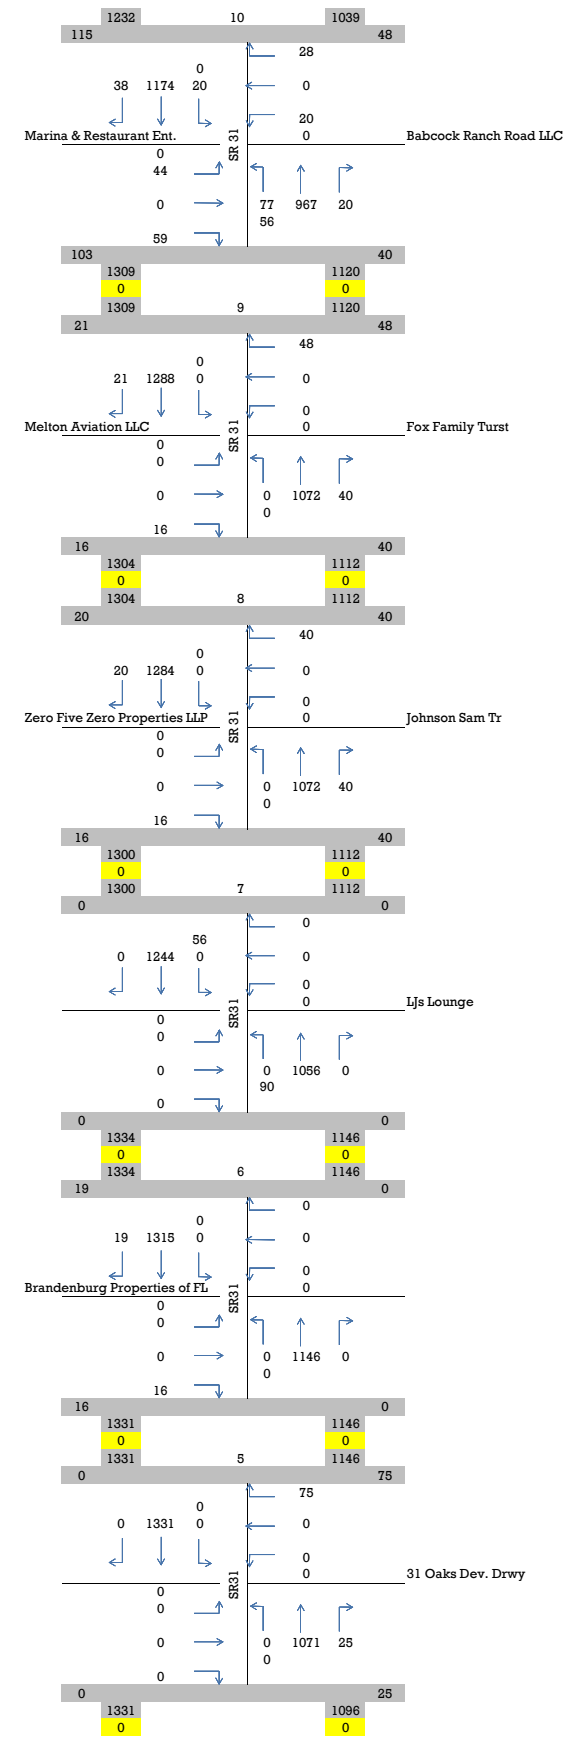 1232 10 1039
115 48
28
0
38 1174 20 0
20
Marina & Restaurant Ent. 0 Babcock Ranch Road LLC
SR 31
0
44
0 77 967 20
56
59
103 40
1309 1120
0 0
1309 9 1120
21 48
48
0
21 1288 0 0
0
Melton Aviation LLC 0 Fox Family Turst
SR 31
0
0
0 0 1072 40
0
16
16 40
1304 1112
0 0
1304 8 1112
20 40
40
0
20 1284 0 0
0
Zero Five Zero Properties LLP 0 Johnson Sam Tr
SR 31
0
0
0 0 1072 40
0
16
16 40
1300 1112
0 0
1300 7 1112
0 0
0
56
0 1244 0 0
0
0 LJs Lounge
SR31
0
0
0 0 1056 0
90
0
0 0
1334 1146
0 0
1334 6 1146
19 0
0
0
19 1315 0 0
0
Brandenburg Properties of FL 0
SR31
0
0
0 0 1146 0
0
16
16 0
1331 1146
0 0
1331 5 1146
0 75
75
0
0 1331 0 0
0
0 31 Oaks Dev. Drwy
SR31
0
0
0 0 1071 25
0
0
0 25
1331 1096
0 0